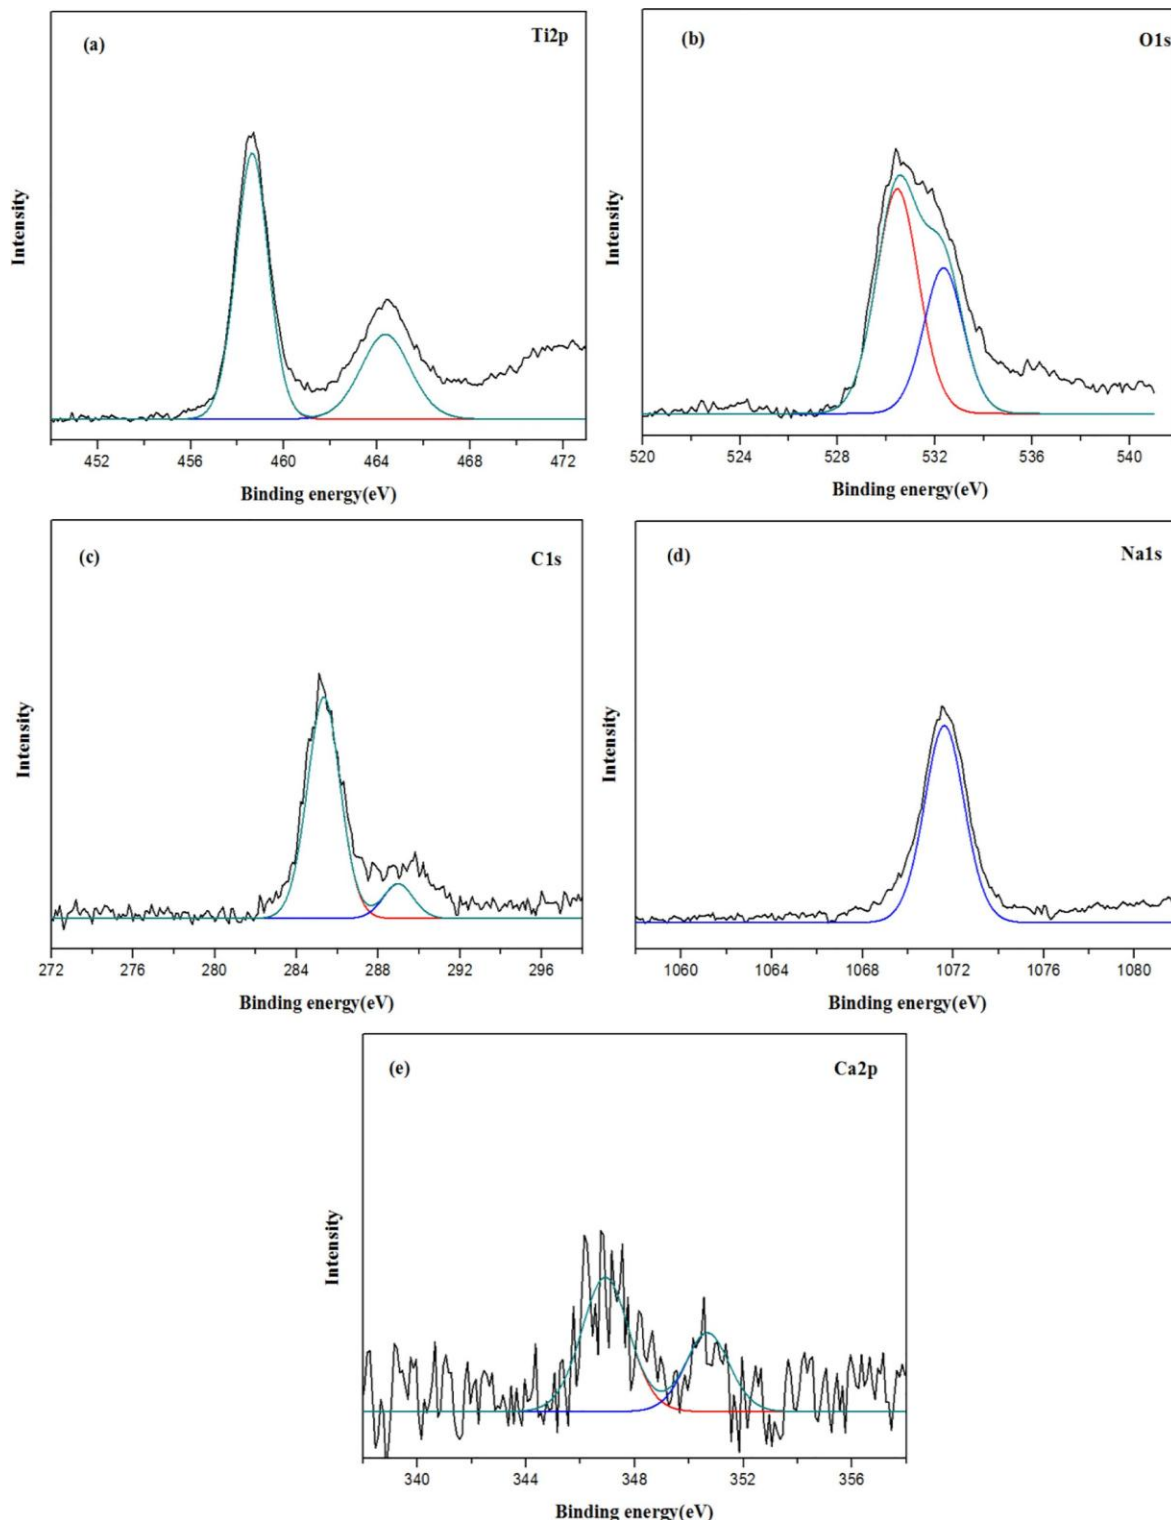 (a) Ti2p
Intensity
452 456 460 464 468 472
Binding energy(eV)
(b) O1s
Intensity
520 524 528 532 536 540
Binding energy(eV)
(c) C1s
Intensity
272 276 280 284 288 292 296
Binding energy(eV)
(d) Na1s
Intensity
1060 1064 1068 1072 1076 1080
Binding energy(eV)
(e) Ca2p
Intensity
340 344 348 352 356
Binding energy(eV)